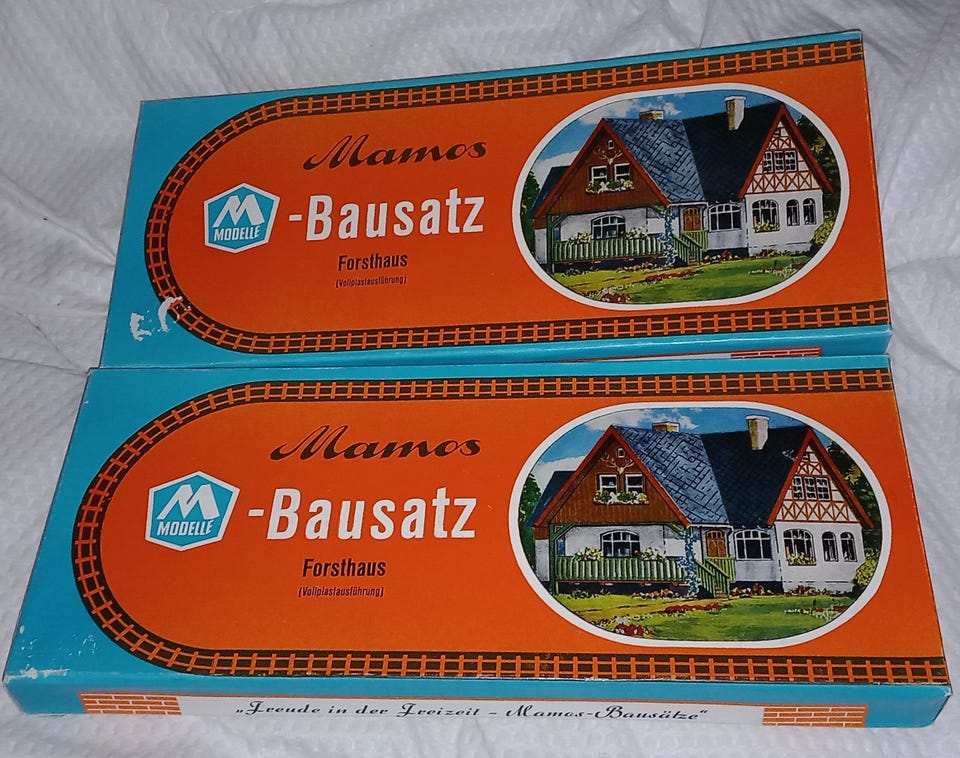 Mamos
M
MODELLE
-Bausatz
Forsthaus
(Vollplastausführung)
Mamos
M
MODELLE
-Bausatz
Forsthaus
(Vollplastausführung)
„Freude in der Freizeit – Mamos-Bausätze“